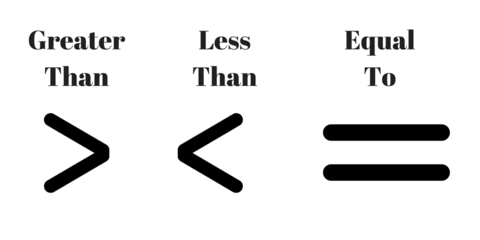 Greater Than
Less Than
Equal To
> < =